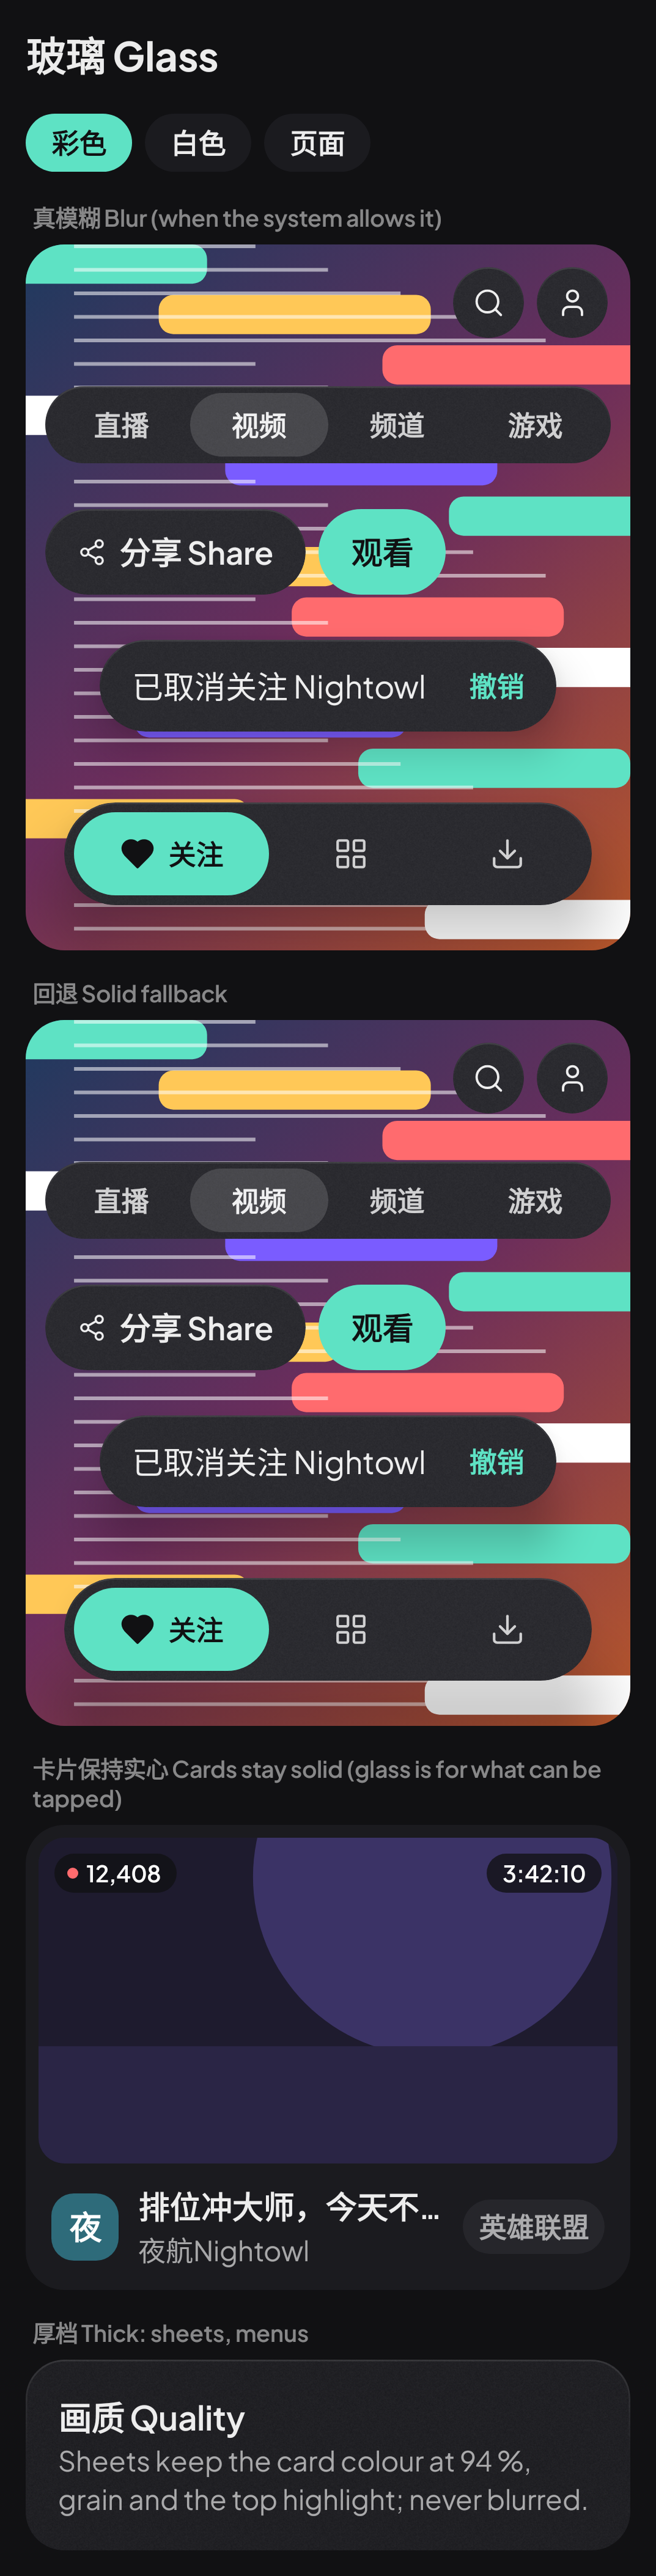 玻璃 Glass
彩色 白色 页面
真模糊 Blur (when the system allows it)
直播 视频 频道 游戏
分享 Share 观看
已取消关注 Nightowl 撤销
关注
回退 Solid fallback
直播 视频 频道 游戏
分享 Share 观看
已取消关注 Nightowl 撤销
关注
卡片保持实心 Cards stay solid (glass is for what can be
tapped)
12,408 3:42:10
夜 排位冲大师，今天不... 英雄联盟
夜航Nightowl
厚档 Thick: sheets, menus
画质 Quality
Sheets keep the card colour at 94 %,
grain and the top highlight; never blurred.